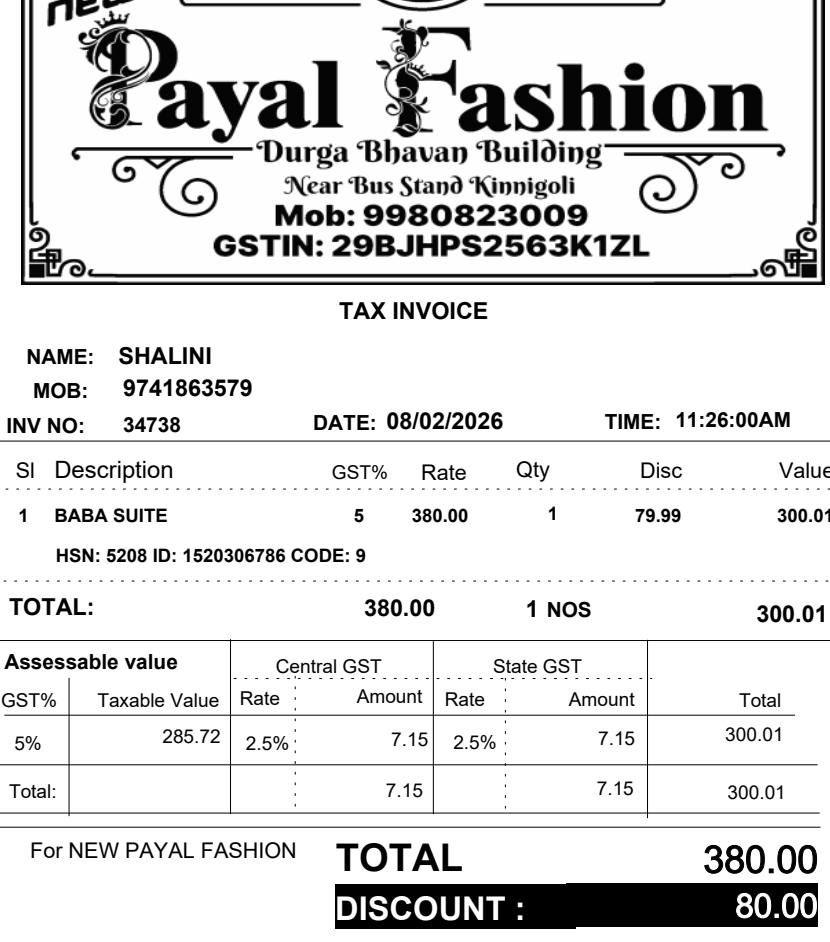 new
Payal Fashion
Durga Bhavan Building
Near Bus Stand Kinnigoli
Mob: 9980823009
GSTIN: 29BJHPS2563K1ZL
TAX INVOICE
NAME: SHALINI
MOB: 9741863579
INV NO: 34738 DATE: 08/02/2026 TIME: 11:26:00AM
Sl Description GST% Rate Qty Disc Value
1 BABA SUITE 5 380.00 1 79.99 300.01
HSN: 5208 ID: 1520306786 CODE: 9
TOTAL: 380.00 1 NOS 300.01
Assessable value Central GST State GST
GST% Taxable Value Rate Amount Rate Amount Total
5% 285.72 2.5% 7.15 2.5% 7.15 300.01
Total: 7.15 7.15 300.01
For NEW PAYAL FASHION TOTAL 380.00
DISCOUNT : 80.00